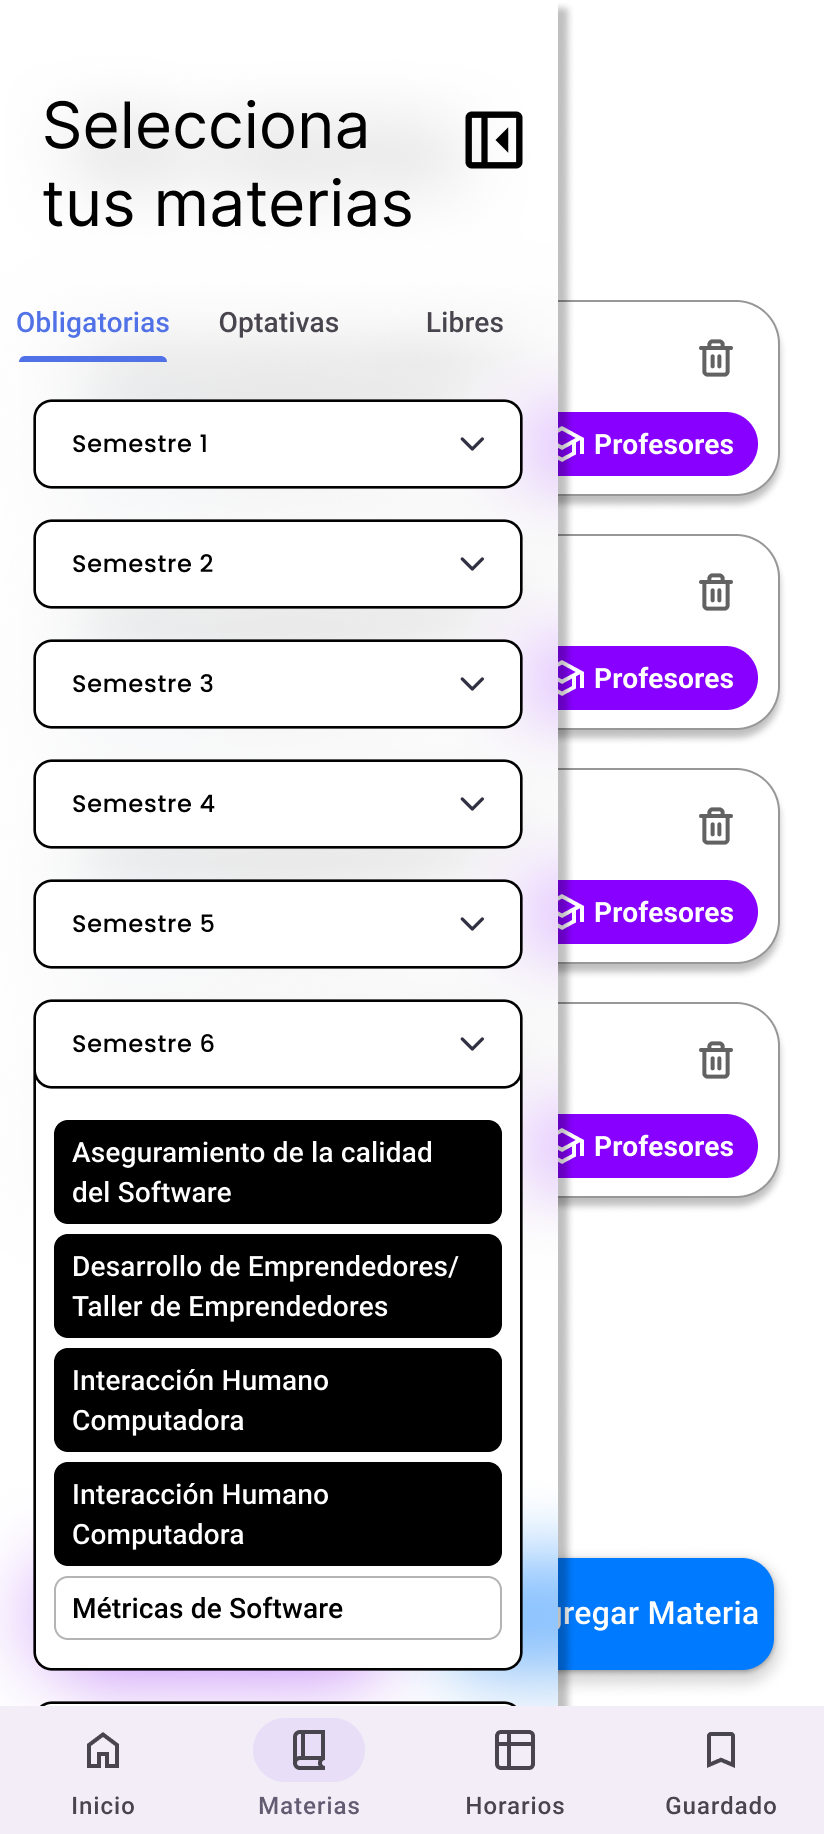 Selecciona
tus materias
Obligatorias Optativas Libres
Semestre 1
Profesores
Semestre 2
Profesores
Semestre 3
Semestre 4
Profesores
Semestre 5
Semestre 6
Profesores
Aseguramiento de la calidad
del Software
Desarrollo de Emprendedores/
Taller de Emprendedores
Interacción Humano
Computadora
Interacción Humano
Computadora
Métricas de Software
Materia
Inicio Materias Horarios Guardado